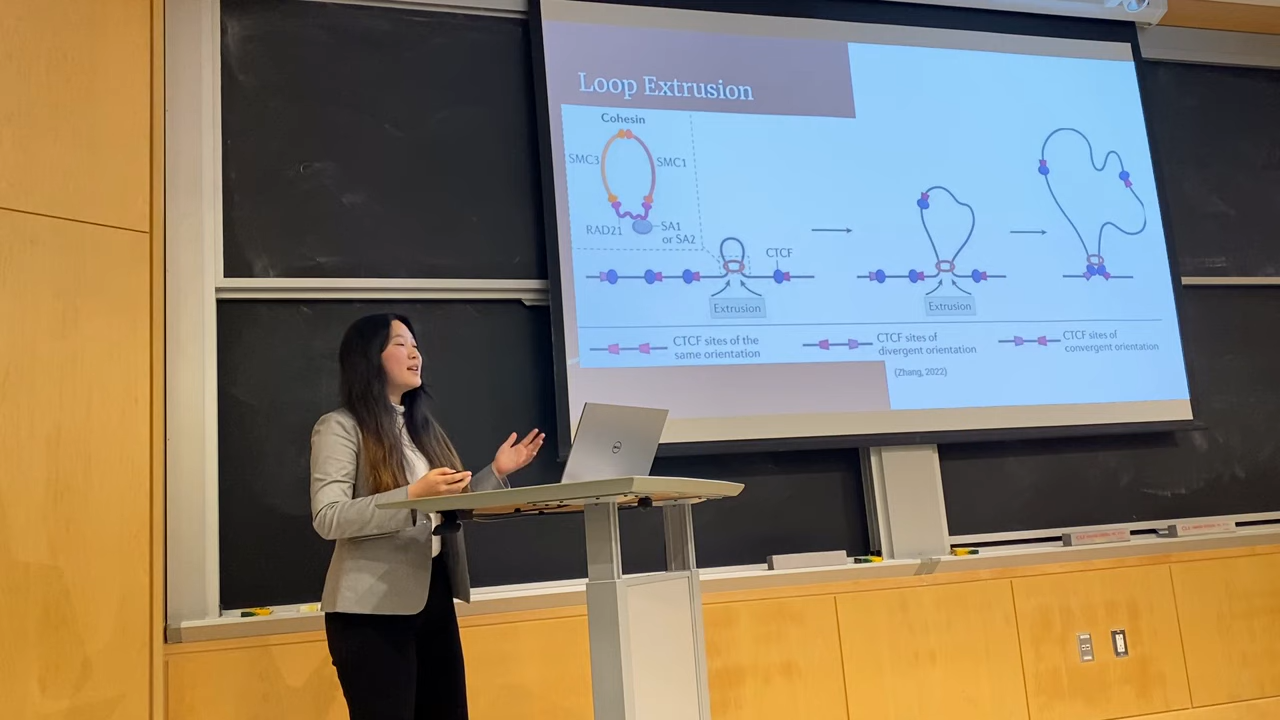 Loop Extrusion
Cohesin
SMC3
SMC1
RAD21
SA1
or SA2
CTCF
Extrusion
Extrusion
CTCF sites of the
same orientation
CTCF sites of
divergent orientation
CTCF sites of
convergent orientation
(Zhang, 2022)
DELL